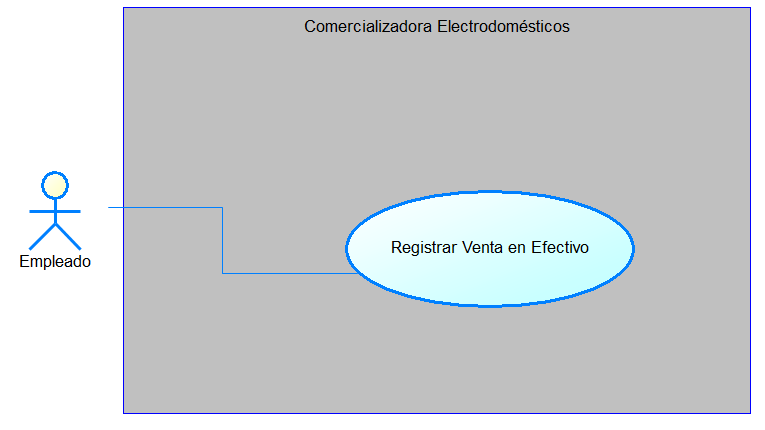 Comercializadora Electrodomésticos
Registrar Venta en Efectivo
Empleado